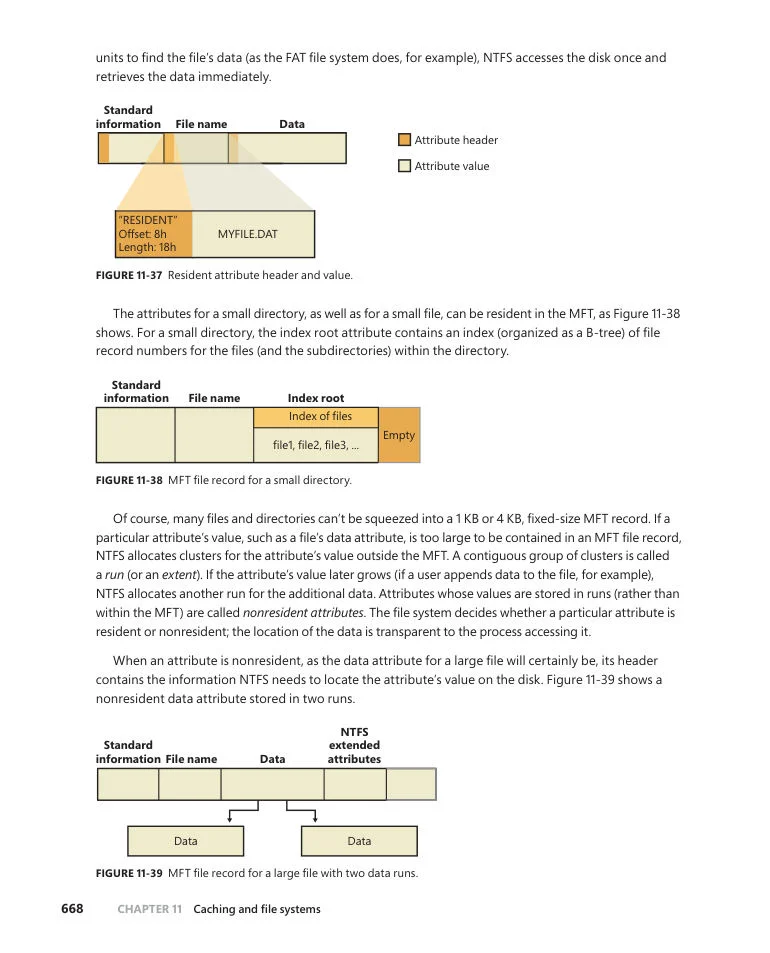 units to find the file’s data (as the FAT file system does, for example), NTFS accesses the disk once and
retrieves the data immediately.
Standard
information File name Data
Attribute header
Attribute value
“RESIDENT”
Offset: 8h
Length: 18h
MYFILE.DAT
FIGURE 11-37 Resident attribute header and value.
The attributes for a small directory, as well as for a small file, can be resident in the MFT, as Figure 11-38
shows. For a small directory, the index root attribute contains an index (organized as a B-tree) of file
record numbers for the files (and the subdirectories) within the directory.
Standard
information File name Index root
Index of files
file1, file2, file3, ...
Empty
FIGURE 11-38 MFT file record for a small directory.
Of course, many files and directories can’t be squeezed into a 1 KB or 4 KB, fixed-size MFT record. If a
particular attribute’s value, such as a file’s data attribute, is too large to be contained in an MFT file record,
NTFS allocates clusters for the attribute’s value outside the MFT. A contiguous group of clusters is called
a run (or an extent). If the attribute’s value later grows (if a user appends data to the file, for example),
NTFS allocates another run for the additional data. Attributes whose values are stored in runs (rather than
within the MFT) are called nonresident attributes. The file system decides whether a particular attribute is
resident or nonresident; the location of the data is transparent to the process accessing it.
When an attribute is nonresident, as the data attribute for a large file will certainly be, its header
contains the information NTFS needs to locate the attribute’s value on the disk. Figure 11-39 shows a
nonresident data attribute stored in two runs.
Standard
information File name Data
NTFS
extended
attributes
Data Data
FIGURE 11-39 MFT file record for a large file with two data runs.
668 CHAPTER 11 Caching and file systems